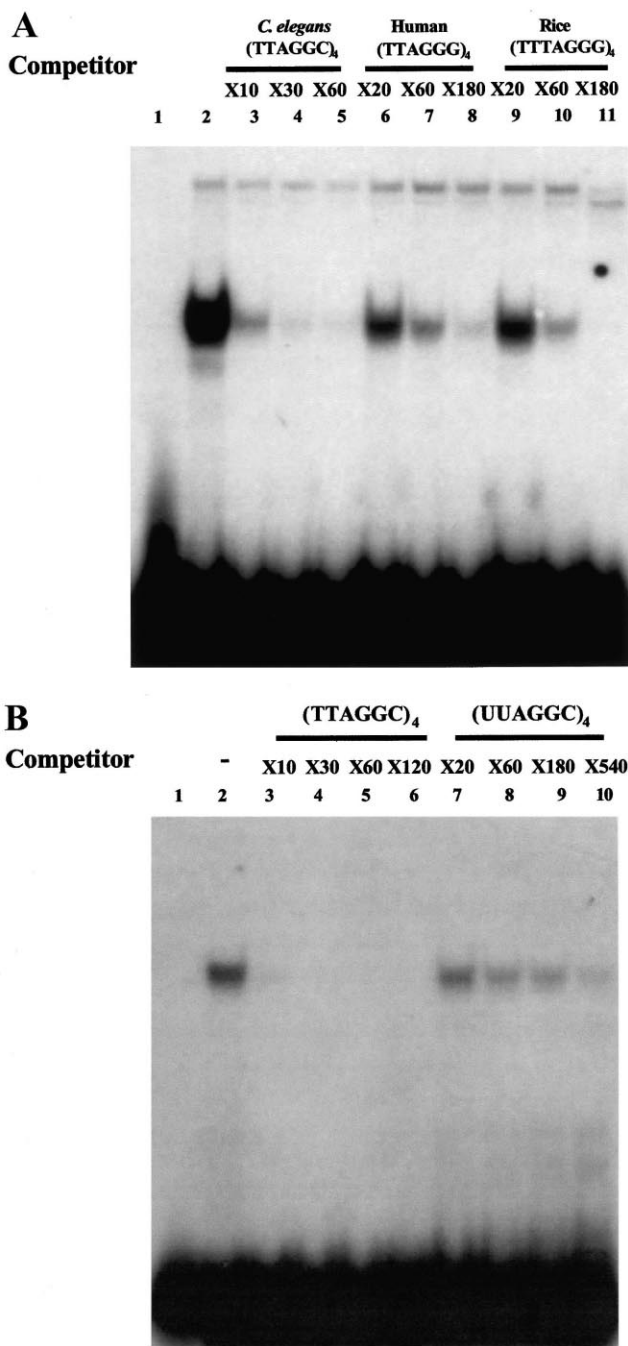 A
C. elegans Human Rice
(TTAGGC)4 (TTAGGG)4 (TTTAGGG)4
Competitor
X10 X30 X60 X20 X60 X180 X20 X60 X180
1 2 3 4 5 6 7 8 9 10 11
B
(TTAGGC)4 (UUAGGC)4
Competitor - X10 X30 X60 X120 X20 X60 X180 X540
1 2 3 4 5 6 7 8 9 10